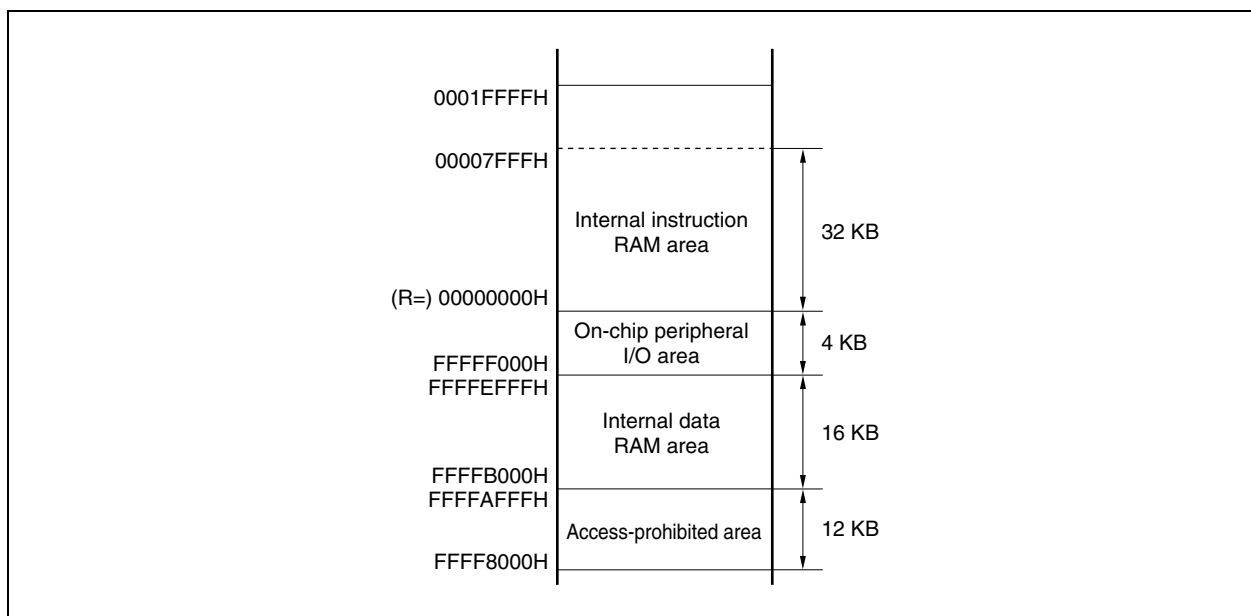 0001FFFFH
00007FFFH
Internal instruction
RAM area
32 KB
(R=) 00000000H
On-chip peripheral
I/O area
4 KB
FFFFF000H
FFFFEFFFH
Internal data
RAM area
16 KB
FFFFB000H
FFFFAFFFH
Access-prohibited area
12 KB
FFFF8000H